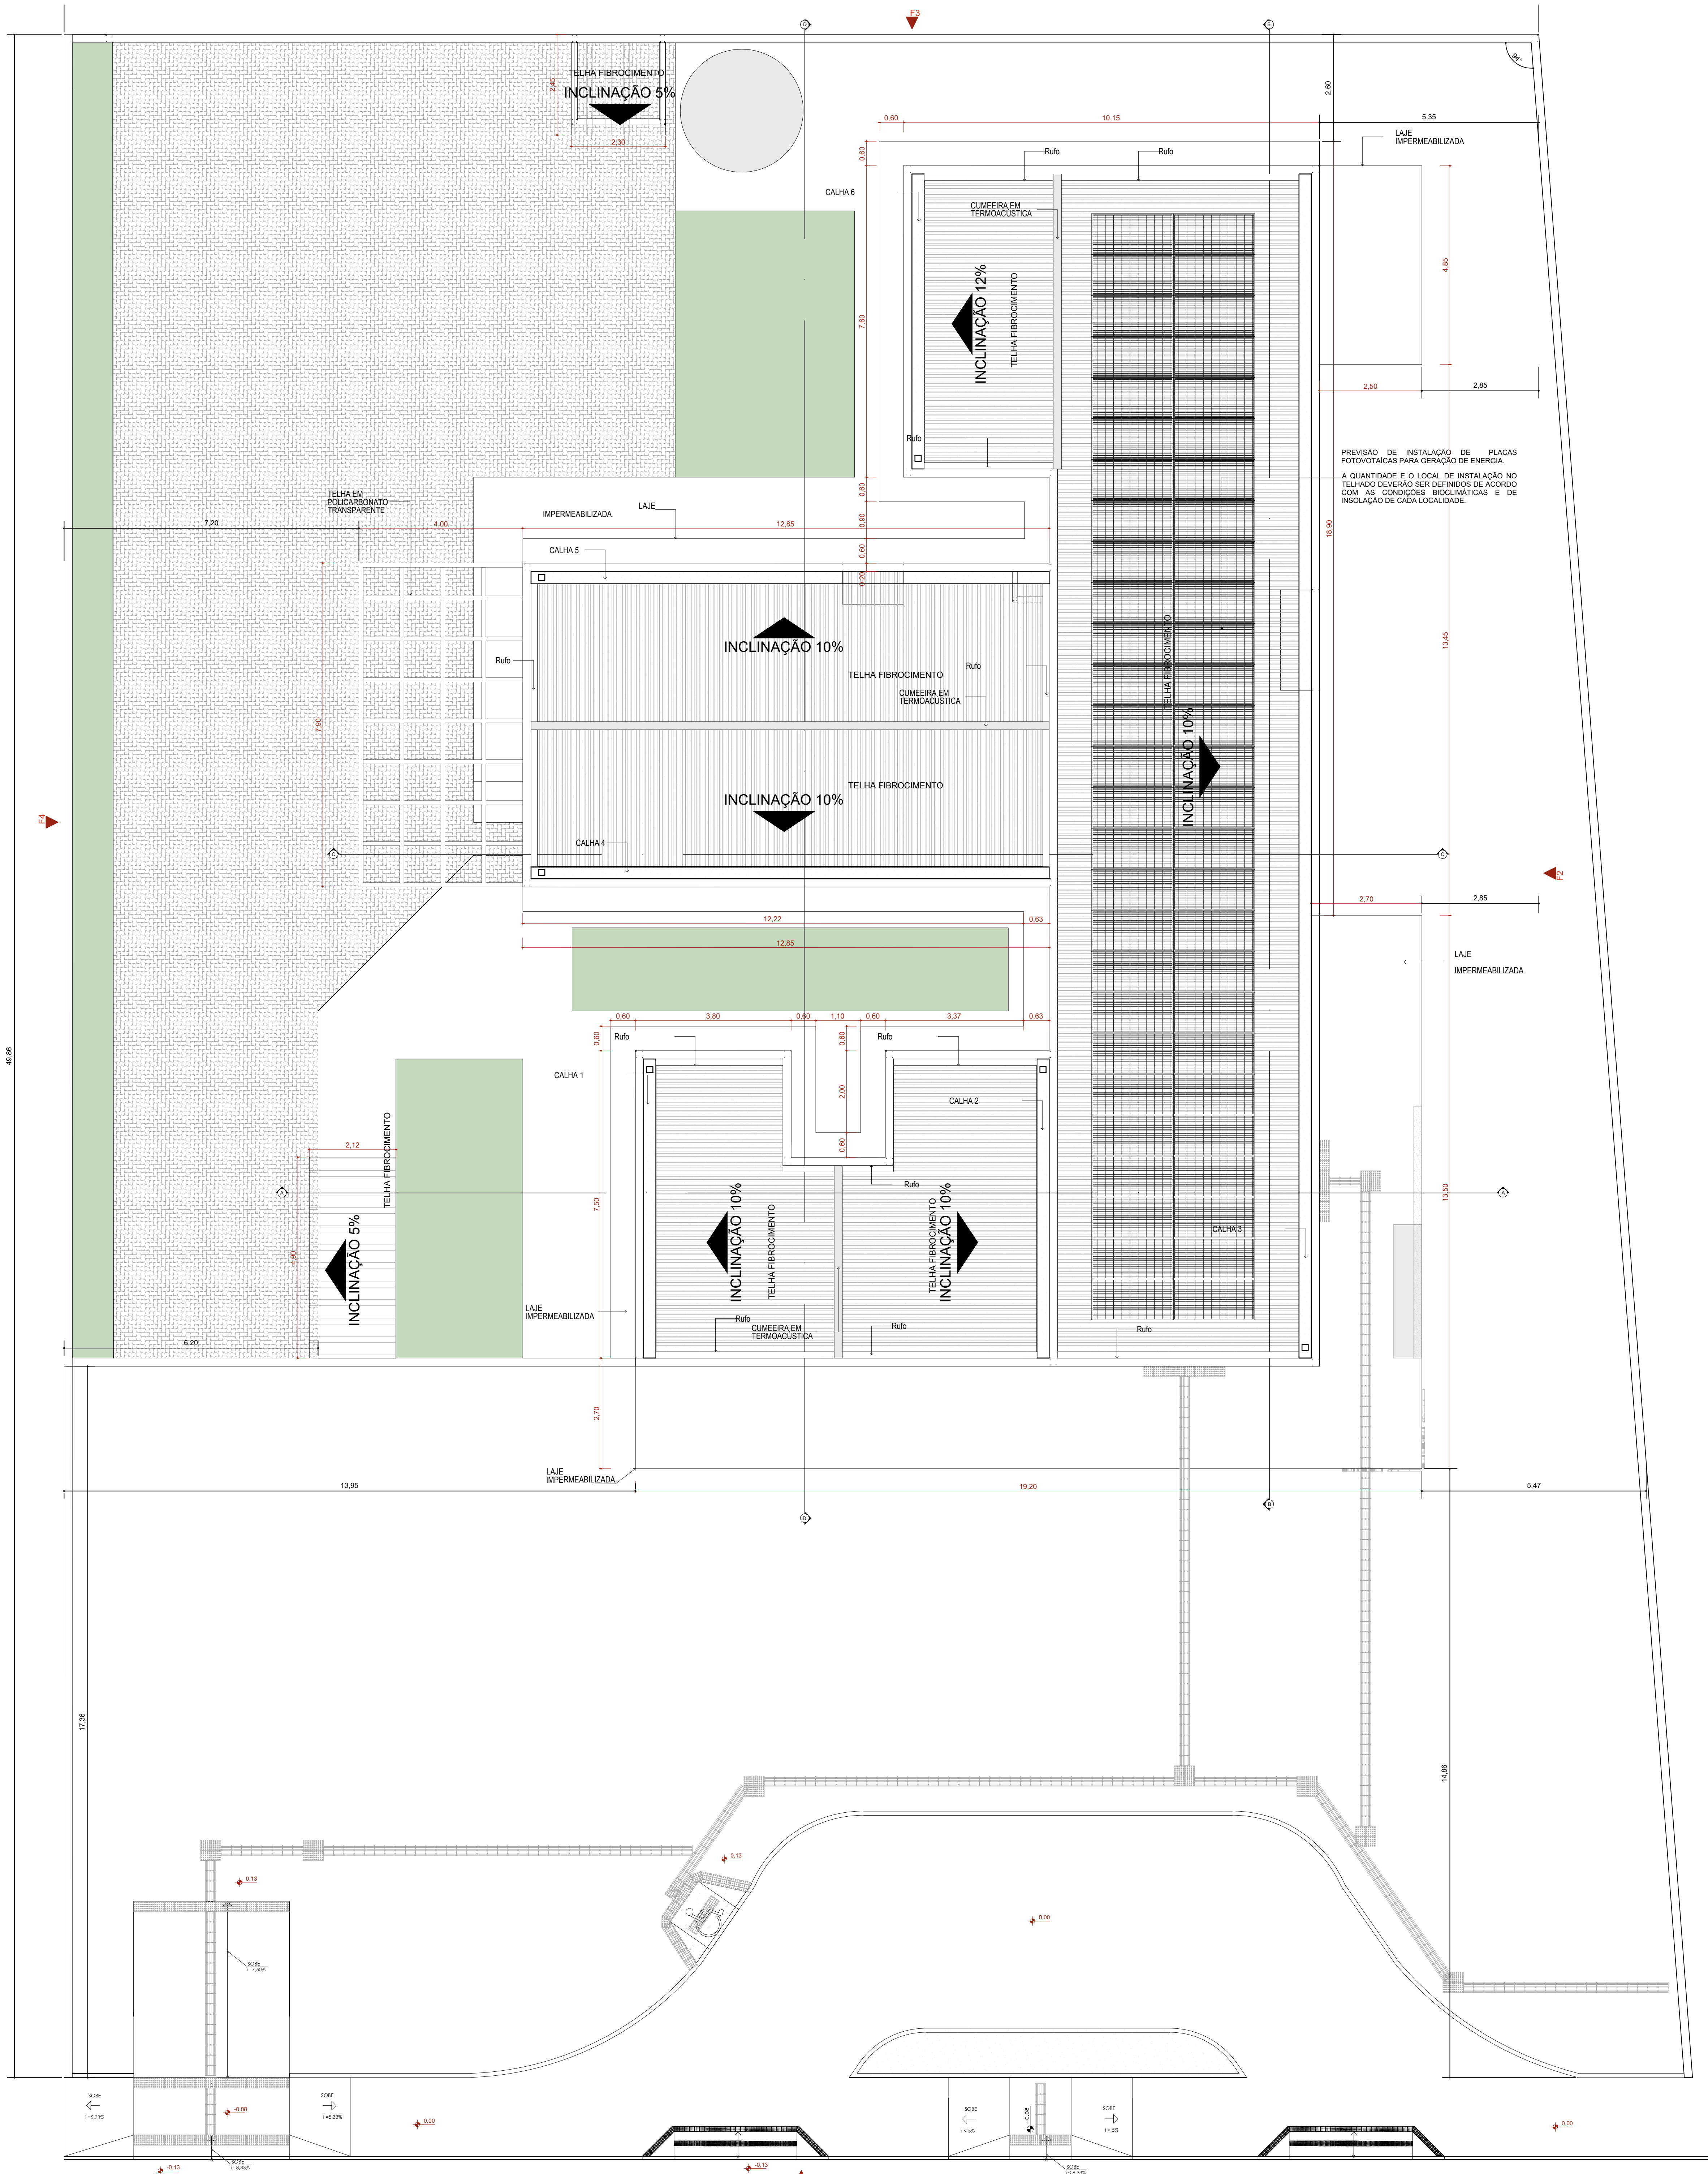 F3
D
B
94°
TELHA FIBROCIMENTO
INCLINAÇÃO 5%
2,45
2,30
2,60
0,60
10,15
5,35
LAJE
IMPERMEABILIZADA
0,60
Rufo
Rufo
CALHA 6
CUMEEIRA EM
TERMOACÚSTICA
INCLINAÇÃO 12%
TELHA FIBROCIMENTO
7,60
4,85
2,50
2,85
Rufo
PREVISÃO DE INSTALAÇÃO DE PLACAS
FOTOVOTAÍCAS PARA GERAÇÃO DE ENERGIA.
A QUANTIDADE E O LOCAL DE INSTALAÇÃO NO
TELHADO DEVERÃO SER DEFINIDOS DE ACORDO
COM AS CONDIÇÕES BIOCLIMÁTICAS E DE
INSOLAÇÃO DE CADA LOCALIDADE.
TELHA EM
POLICARBONATO
TRANSPARENTE
0,60
LAJE
IMPERMEABILIZADA
7,20
4,00
12,85
0,90
18,90
CALHA 5
0,60
0,20
INCLINAÇÃO 10%
TELHA FIBROCIMENTO
Rufo
Rufo
CUMEEIRA EM
TERMOACÚSTICA
TELHA FIBROCIMENTO
13,45
7,90
INCLINAÇÃO 10%
TELHA FIBROCIMENTO
INCLINAÇÃO 10%
F4
CALHA 4
C
C
F2
2,70
2,85
12,22
0,63
12,85
LAJE
IMPERMEABILIZADA
0,60
3,80
0,60
1,10
0,60
3,37
0,63
0,60
Rufo
0,60
Rufo
49,86
CALHA 1
2,00
CALHA 2
TELHA FIBROCIMENTO
2,12
0,60
Rufo
A
A
7,50
INCLINAÇÃO 10%
TELHA FIBROCIMENTO
TELHA FIBROCIMENTO
INCLINAÇÃO 10%
13,50
CALHA 3
4,90
INCLINAÇÃO 5%
LAJE
IMPERMEABILIZADA
Rufo
CUMEEIRA EM
TERMOACÚSTICA
Rufo
Rufo
6,20
2,70
LAJE
IMPERMEABILIZADA
13,95
19,20
5,47
D
B
17,36
14,86
0,13
0,13
0,00
SOBE
i =7,50%
SOBE
i =5,33%
-0,08
SOBE
i =5,33%
0,00
SOBE
i < 5%
-0,08
SOBE
i < 5%
0,00
-0,13
SOBE
i =8,33%
-0,13
SOBE
i < 8,33%